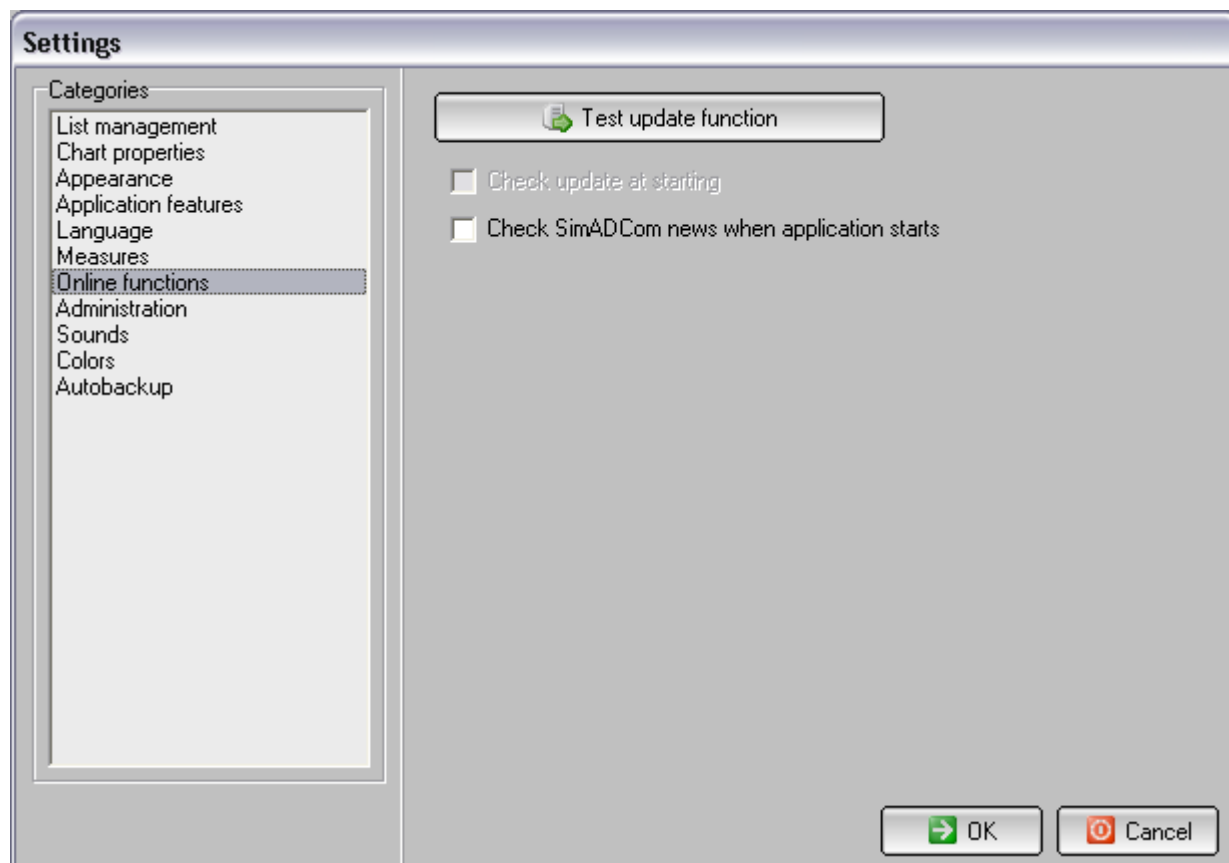 Settings
Categories
List management
Chart properties
Appearance
Application features
Language
Measures
Online functions
Administration
Sounds
Colors
Autobackup
Test update function
Check update at starting
Check SimADCom news when application starts
OK
Cancel